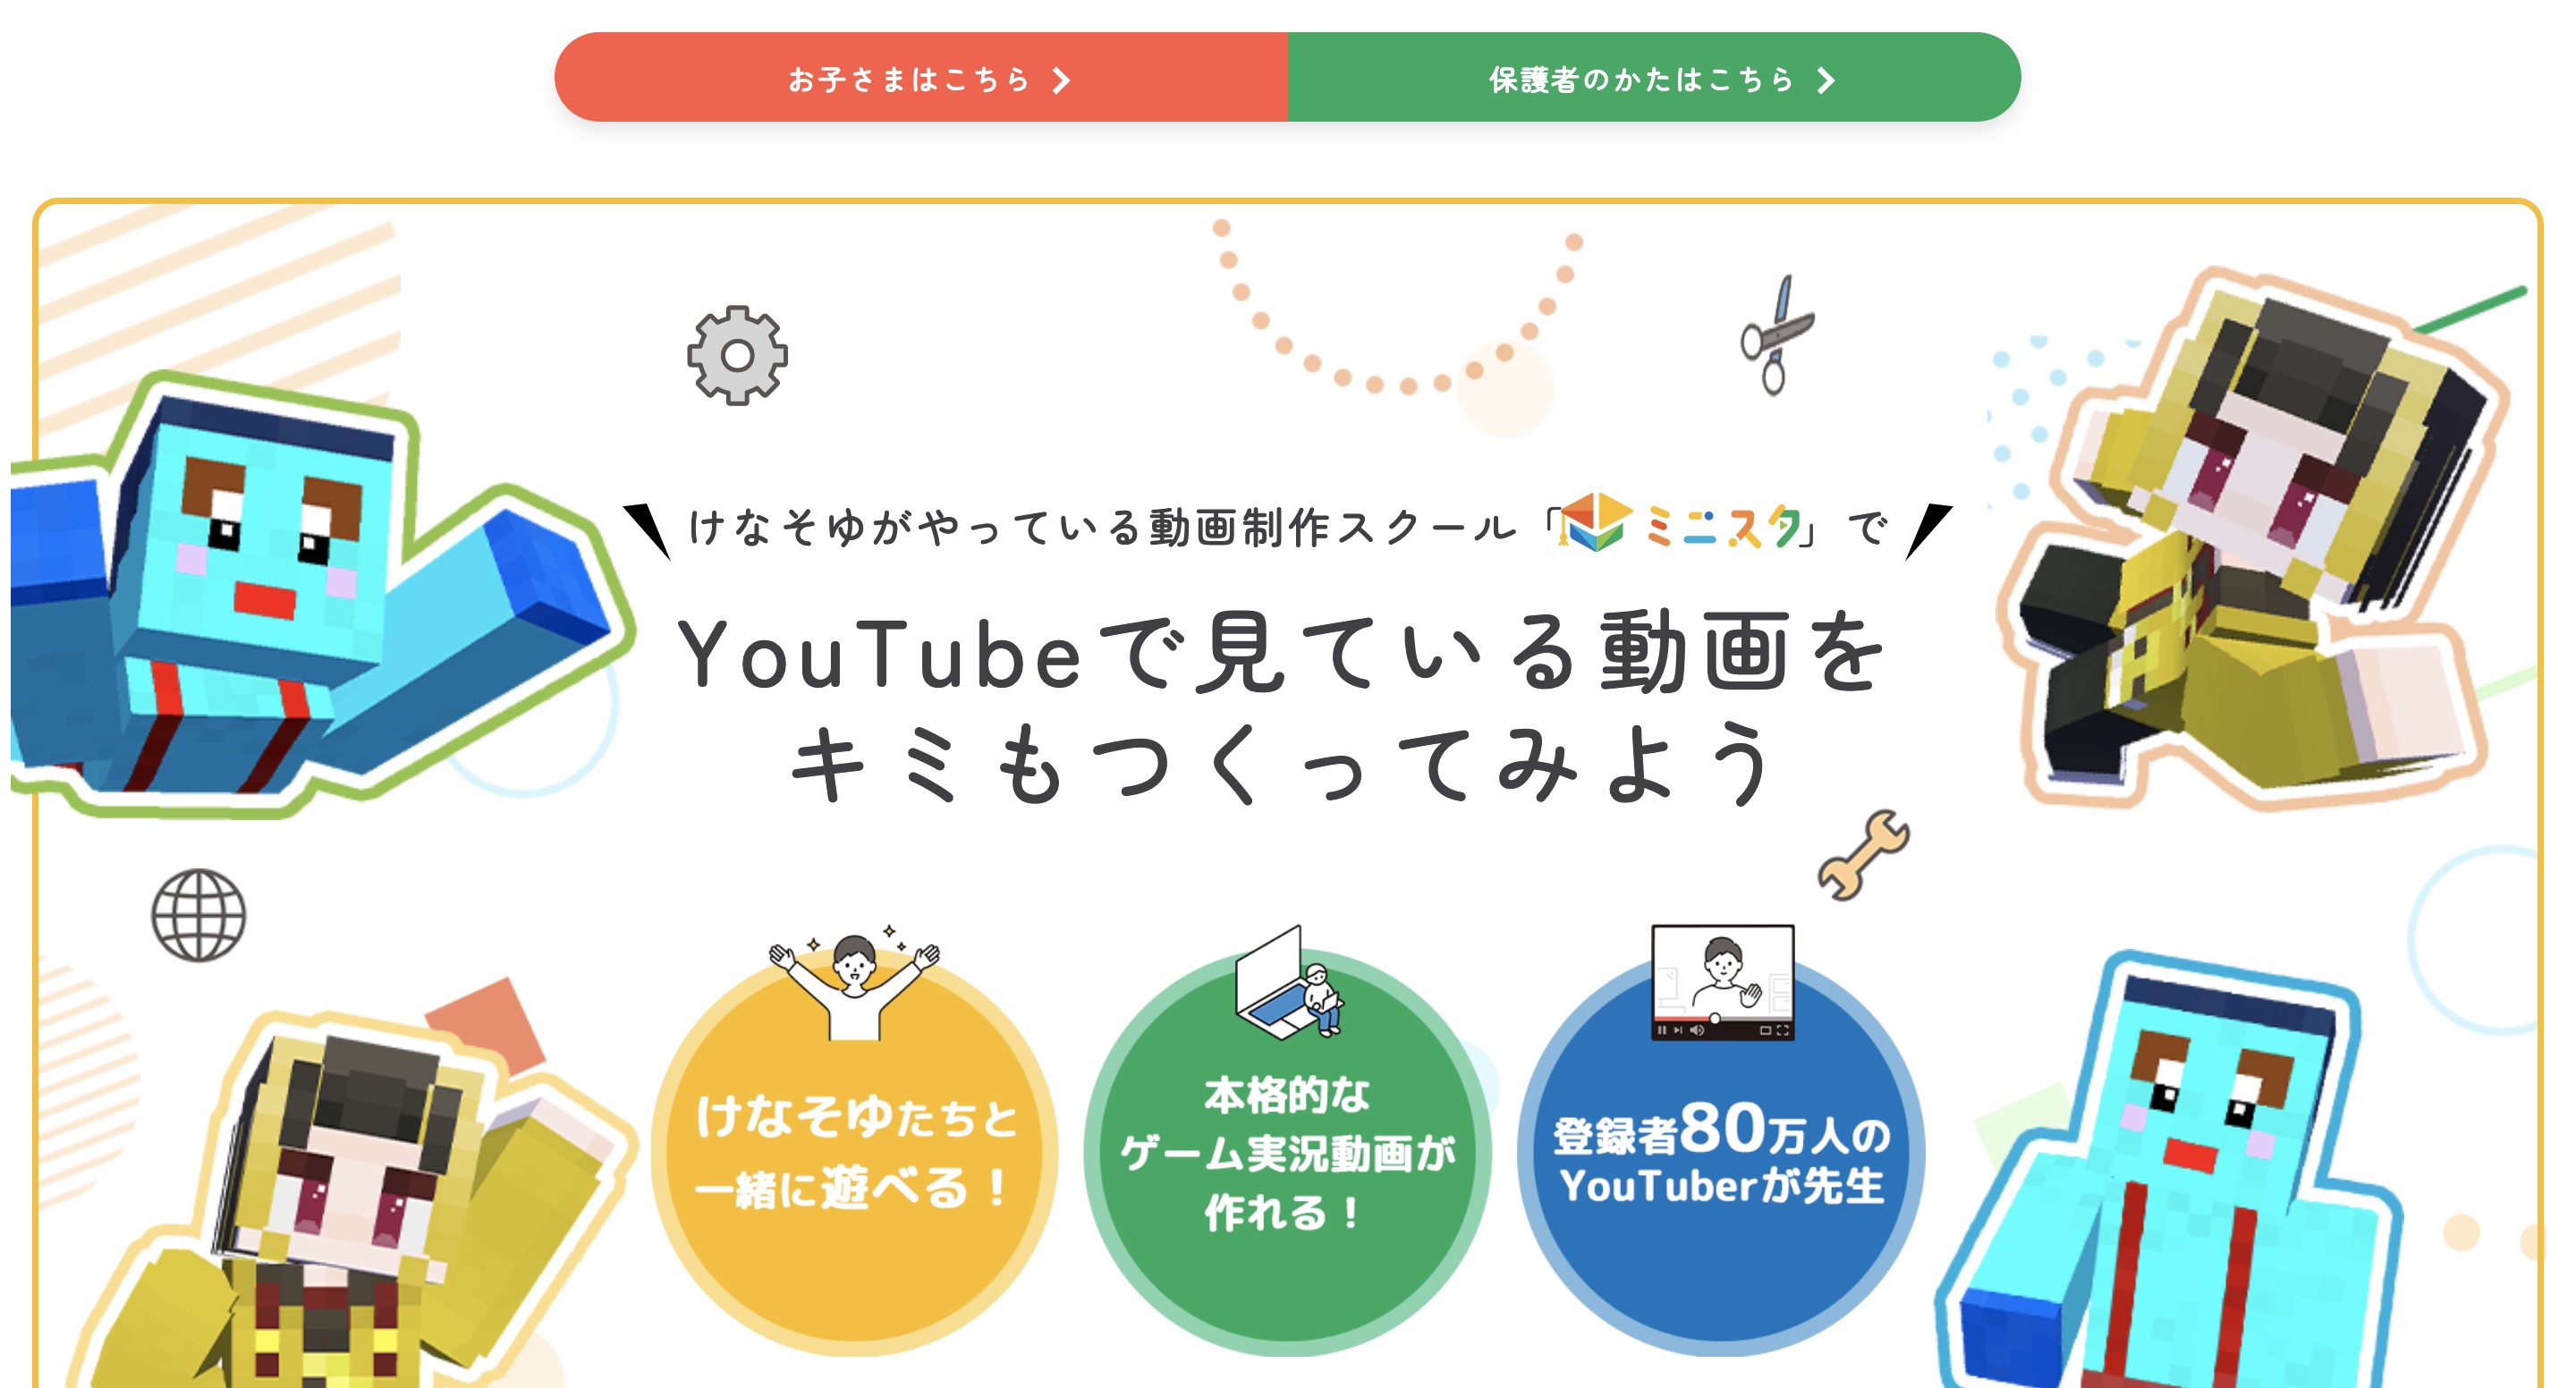 お子さまはこちら
保護者のかたはこちら
けなそゆがやっている動画制作スクール「ミニスタ」で
YouTubeで見ている動画を
キミもつくってみよう
けなそゆたちと
一緒に遊べる！
本格的な
ゲーム実況動画が
作れる！
登録者80万人の
YouTuberが先生